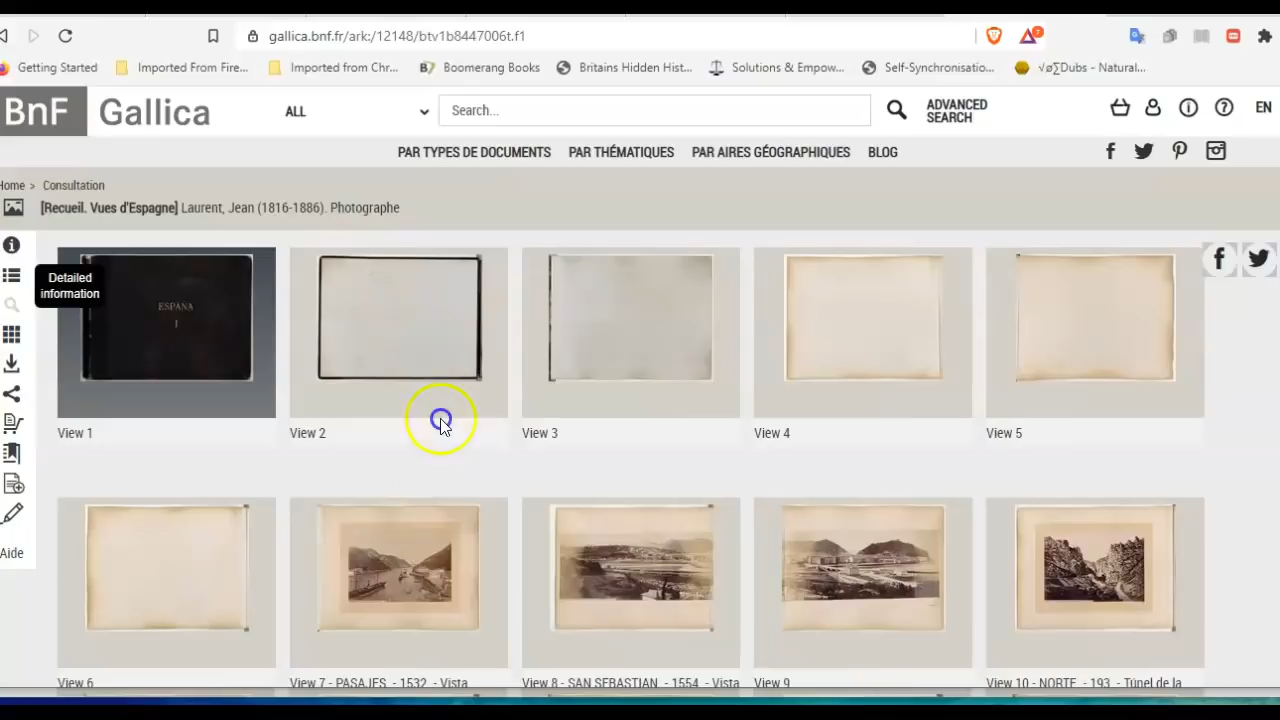 gallica.bnf.fr/ark:/12148/btv1b8447006t.f1
7
Getting Started
Imported From Fire...
Imported from Chr...
B7 Boomerang Books
Britains Hidden Hist...
Solutions & Empow...
Self-Synchronisatio...
√⌀∑Dubs - Natural...
BnF Gallica
ALL
Search...
ADVANCED
SEARCH
EN
PAR TYPES DE DOCUMENTS
PAR THÉMATIQUES
PAR AIRES GÉOGRAPHIQUES
BLOG
Home > Consultation
[Recueil. Vues d'Espagne] Laurent, Jean (1816-1886). Photographe
Detailed
information
ESPAÑA
I
View 1
View 2
View 3
View 4
View 5
Aide
View 6
View 7 - PASAJES. - 1532. - Vista
View 8 - SAN SEBASTIAN. - 1554. - Vista
View 9
View 10 - NORTE. - 193. - Túnel de la